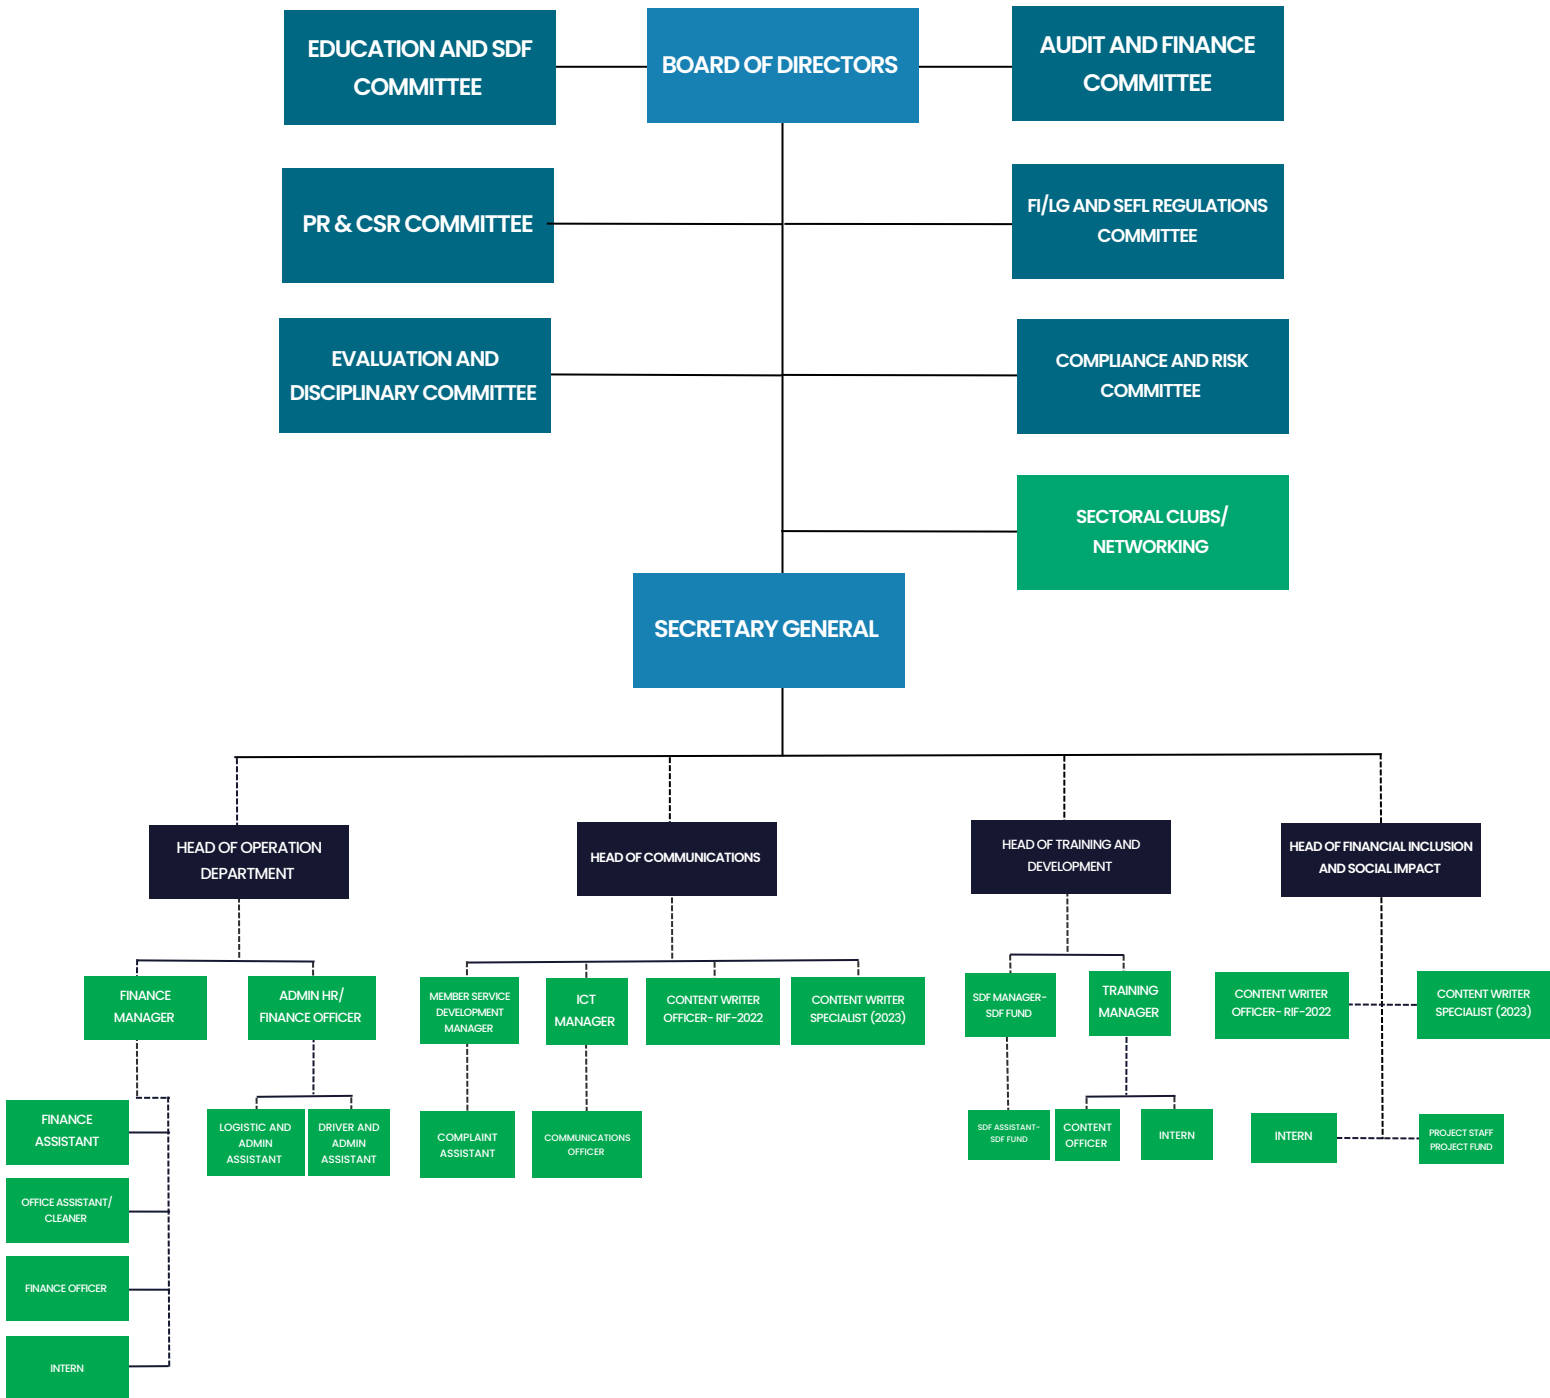 EDUCATION AND SDF
COMMITTEE
BOARD OF DIRECTORS
AUDIT AND FINANCE
COMMITTEE
PR & CSR COMMITTEE
FI/LG AND SEFL REGULATIONS
COMMITTEE
EVALUATION AND
DISCIPLINARY COMMITTEE
COMPLIANCE AND RISK
COMMITTEE
SECTORAL CLUBS/
NETWORKING
SECRETARY GENERAL
HEAD OF OPERATION
DEPARTMENT
HEAD OF COMMUNICATIONS
HEAD OF TRAINING AND
DEVELOPMENT
HEAD OF FINANCIAL INCLUSION
AND SOCIAL IMPACT
FINANCE
MANAGER
ADMIN HR/
FINANCE OFFICER
MEMBER SERVICE
DEVELOPMENT
MANAGER
ICT
MANAGER
CONTENT WRITER
OFFICER- RIF-2022
CONTENT WRITER
SPECIALIST (2023)
SDF MANAGER-
SDF FUND
TRAINING
MANAGER
CONTENT WRITER
OFFICER- RIF-2022
CONTENT WRITER
SPECIALIST (2023)
FINANCE
ASSISTANT
LOGISTIC AND
ADMIN
ASSISTANT
DRIVER AND
ADMIN
ASSISTANT
COMPLAINT
ASSISTANT
COMMUNICATIONS
OFFICER
SDF ASSISTANT-
SDF FUND
CONTENT
OFFICER
INTERN
INTERN
PROJECT STAFF
PROJECT FUND
OFFICE ASSISTANT/
CLEANER
FINANCE OFFICER
INTERN